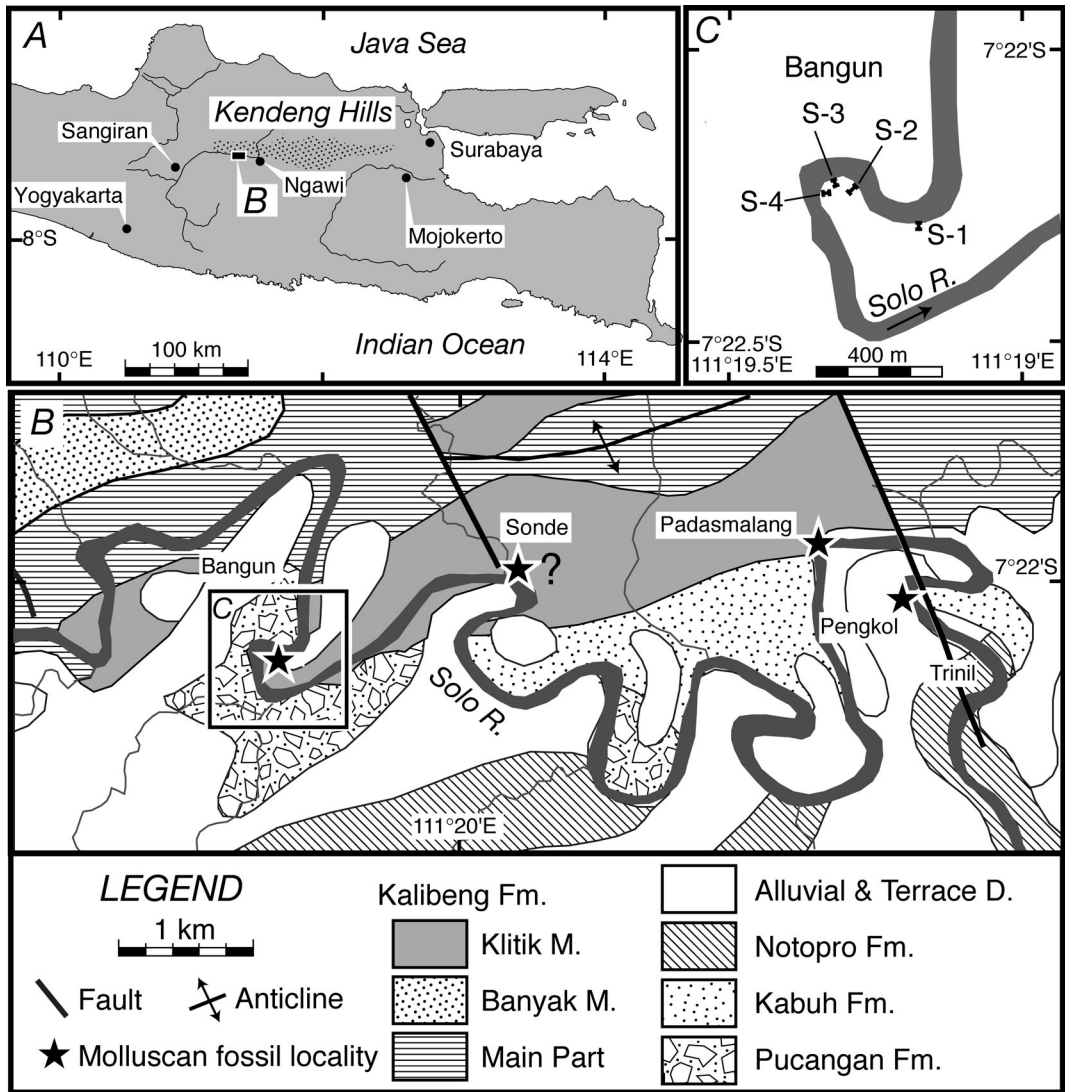 A
Java Sea
Kendeng Hills
Sangiran
Surabaya
Ngawi
Yogyakarta
B
Mojokerto
8°S
Indian Ocean
110°E
100 km
114°E
C
7°22'S
Bangun
S-3
S-2
S-4
S-1
Solo R.
7°22.5'S
111°19.5'E
400 m
111°19'E
B
Sonde
?
Padasmalang
Bangun
C
7°22'S
Pengkol
Trinil
Solo R.
111°20'E
LEGEND
1 km
Fault
Anticline
Molluscan fossil locality
Kalibeng Fm.
Klitik M.
Banyak M.
Main Part
Alluvial & Terrace D.
Notopro Fm.
Kabuh Fm.
Pucangan Fm.